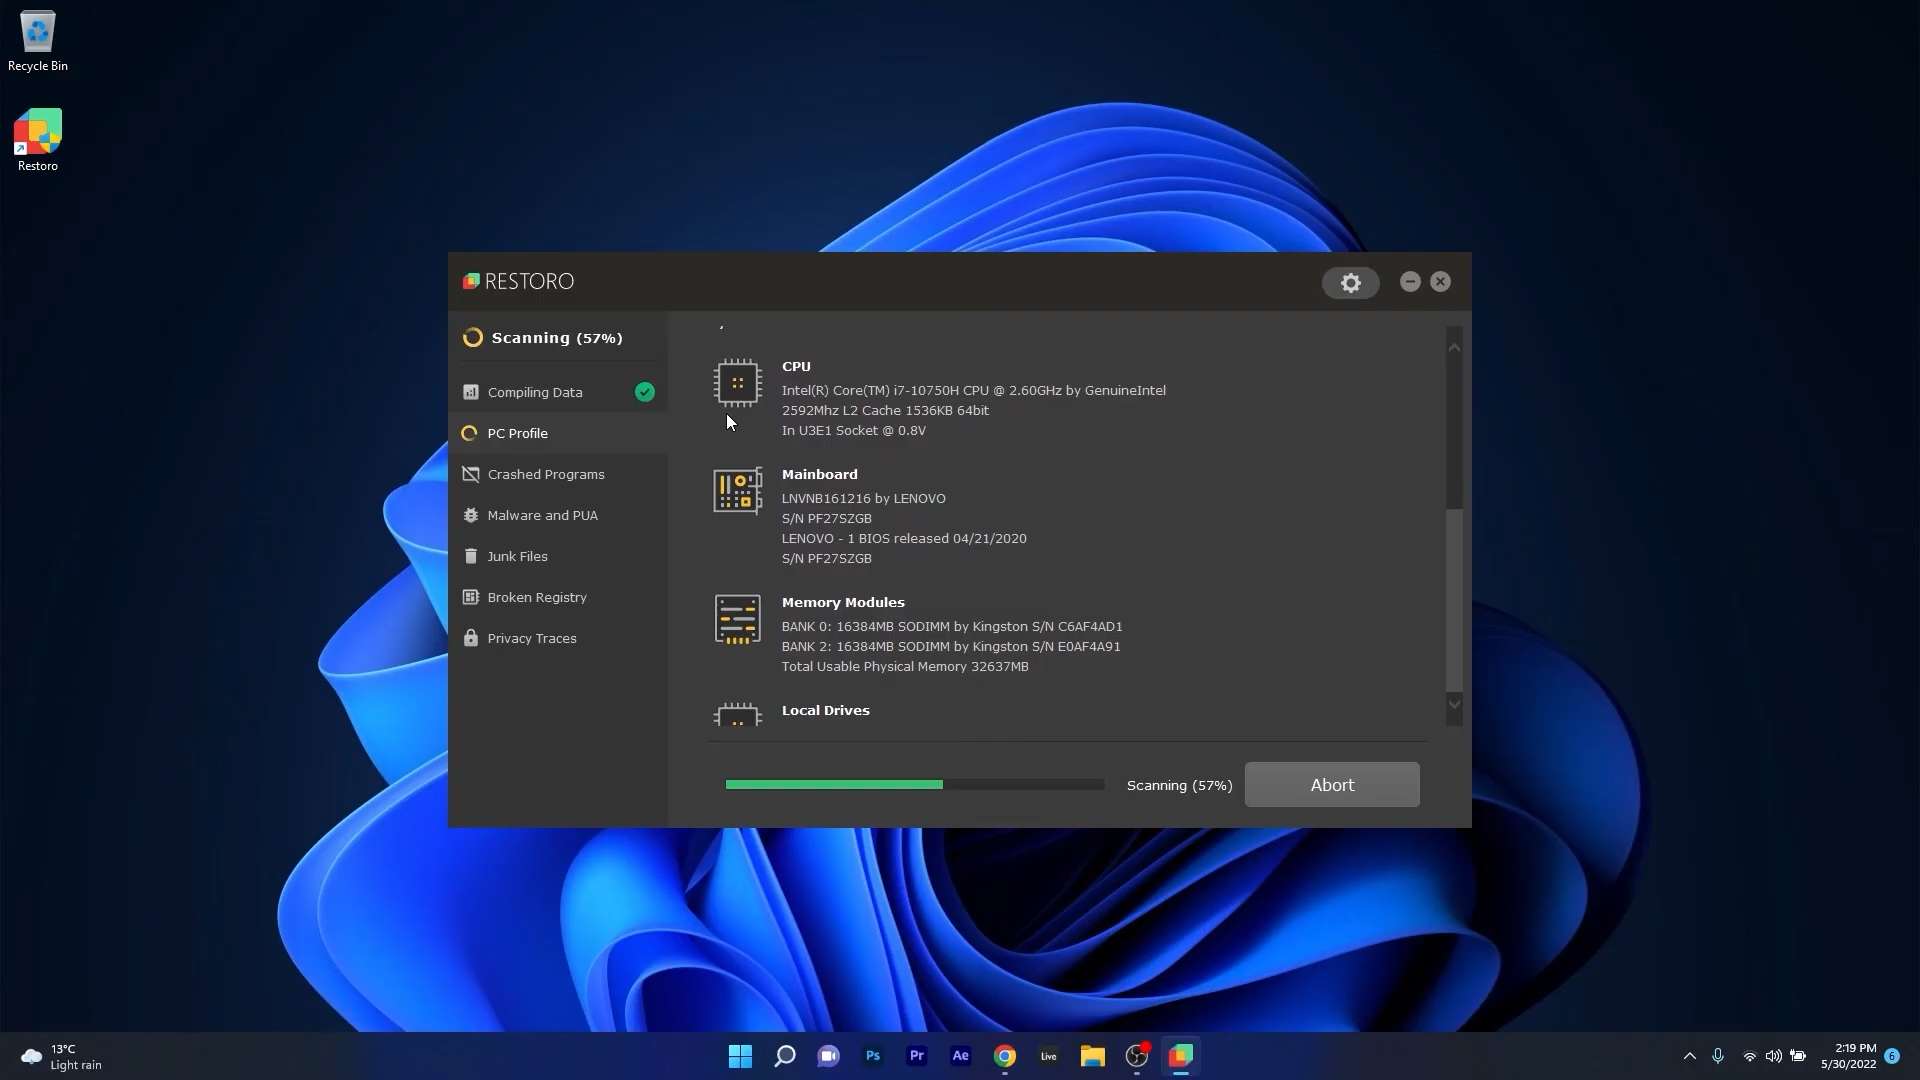 Recycle Bin
Restoro
RESTORO
Scanning (57%)
Compiling Data
PC Profile
Crashed Programs
Malware and PUA
Junk Files
Broken Registry
Privacy Traces
CPU
Intel(R) Core(TM) i7-10750H CPU @ 2.60GHz by GenuineIntel
2592Mhz L2 Cache 1536KB 64bit
In U3E1 Socket @ 0.8V
Mainboard
LNVNB161216 by LENOVO
S/N PF27SZGB
LENOVO - 1 BIOS released 04/21/2020
S/N PF27SZGB
Memory Modules
BANK 0: 16384MB SODIMM by Kingston S/N C6AF4AD1
BANK 2: 16384MB SODIMM by Kingston S/N E0AF4A91
Total Usable Physical Memory 32637MB
Local Drives
Scanning (57%)
Abort
13°C
Light rain
Ps
Pr
Ae
Live
2:19 PM
5/30/2022
6